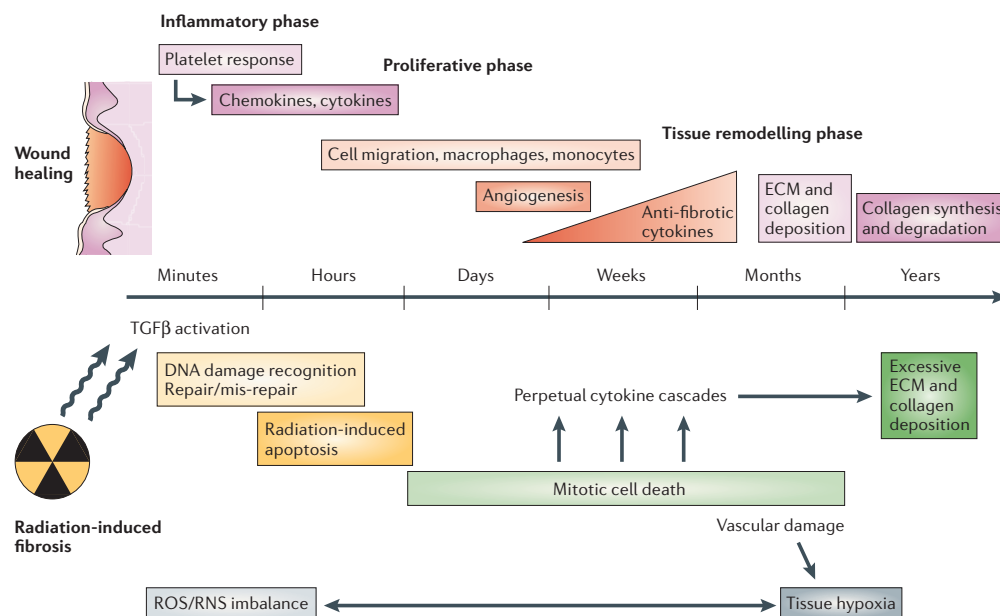 Inflammatory phase
Platelet response
Proliferative phase
Chemokines, cytokines
Tissue remodelling phase
Wound
healing
Cell migration, macrophages, monocytes
Angiogenesis
Anti-fibrotic
cytokines
ECM and
collagen
deposition
Collagen synthesis
and degradation
Minutes
Hours
Days
Weeks
Months
Years
TGFβ activation
DNA damage recognition
Repair/mis-repair
Radiation-induced
apoptosis
Perpetual cytokine cascades
Excessive
ECM and
collagen
deposition
Mitotic cell death
Radiation-induced
fibrosis
Vascular damage
ROS/RNS imbalance
Tissue hypoxia